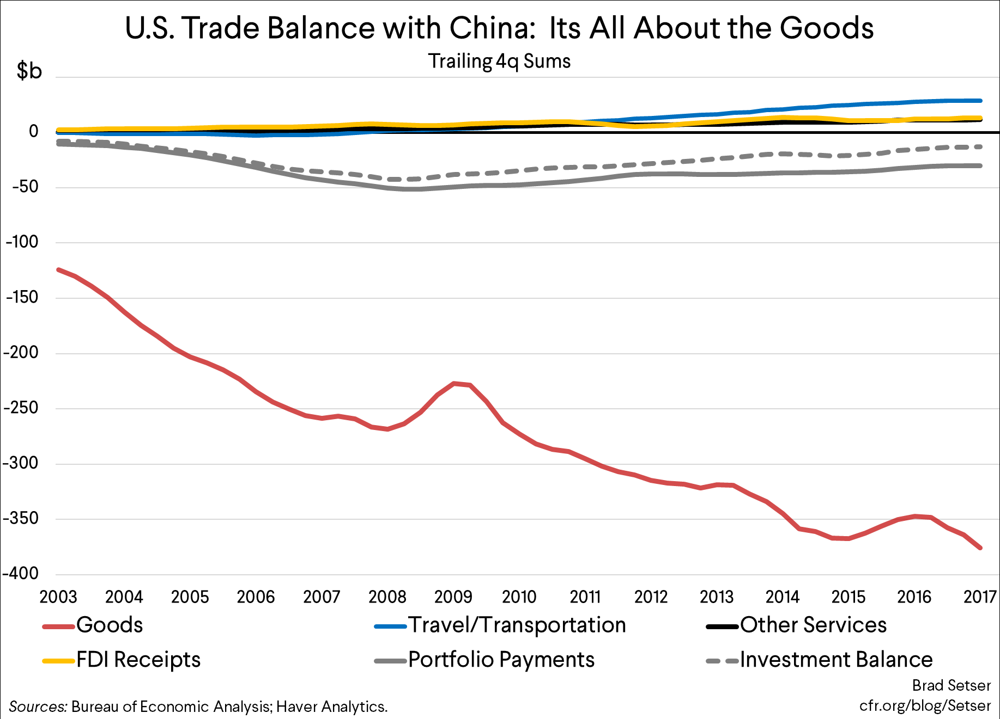 U.S. Trade Balance with China:  Its All About the Goods
Trailing 4q Sums
$b
0
-50
-100
-150
-200
-250
-300
-350
-400
2003 2004 2005 2006 2007 2008 2009 2010 2011 2012 2013 2014 2015 2016 2017
Goods Travel/Transportation Other Services
FDI Receipts Portfolio Payments Investment Balance
Brad Setser
Sources: Bureau of Economic Analysis; Haver Analytics. cfr.org/blog/Setser